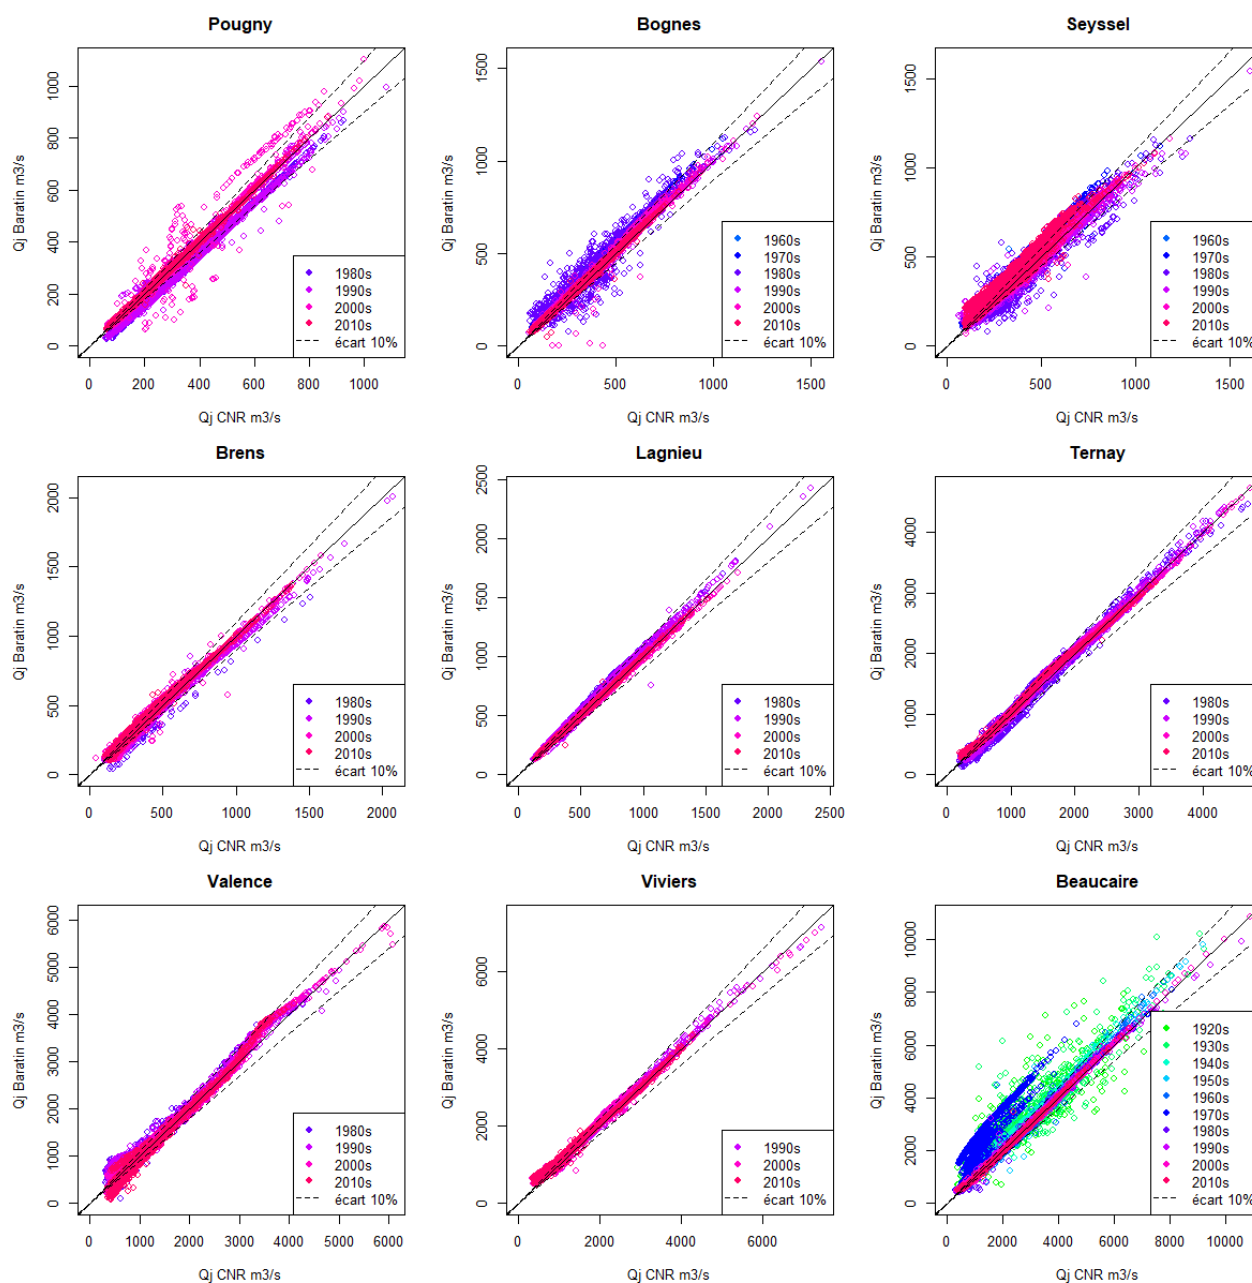 Pougny
Qj Baratin m3/s
0 200 400 600 800 1000
1980s
1990s
2000s
2010s
écart 10%
0 200 400 600 800 1000
Qj CNR m3/s
Bognes
Qj Baratin m3/s
0 500 1000 1500
1960s
1970s
1980s
1990s
2000s
2010s
écart 10%
0 500 1000 1500
Qj CNR m3/s
Seyssel
Qj Baratin m3/s
0 500 1000 1500
1960s
1970s
1980s
1990s
2000s
2010s
écart 10%
0 500 1000 1500
Qj CNR m3/s
Brens
Qj Baratin m3/s
0 500 1000 1500 2000
1980s
1990s
2000s
2010s
écart 10%
0 500 1000 1500 2000
Qj CNR m3/s
Lagnieu
Qj Baratin m3/s
0 500 1000 1500 2000 2500
1980s
1990s
2000s
2010s
écart 10%
0 500 1000 1500 2000 2500
Qj CNR m3/s
Ternay
Qj Baratin m3/s
0 1000 2000 3000 4000
1980s
1990s
2000s
2010s
écart 10%
0 1000 2000 3000 4000
Qj CNR m3/s
Valence
Qj Baratin m3/s
0 1000 2000 3000 4000 5000 6000
1980s
1990s
2000s
2010s
écart 10%
0 1000 2000 3000 4000 5000 6000
Qj CNR m3/s
Viviers
Qj Baratin m3/s
0 2000 4000 6000
1990s
2000s
2010s
écart 10%
0 2000 4000 6000
Qj CNR m3/s
Beaucaire
Qj Baratin m3/s
0 2000 4000 6000 8000 10000
1920s
1930s
1940s
1950s
1960s
1970s
1980s
1990s
2000s
2010s
écart 10%
0 2000 4000 6000 8000 10000
Qj CNR m3/s